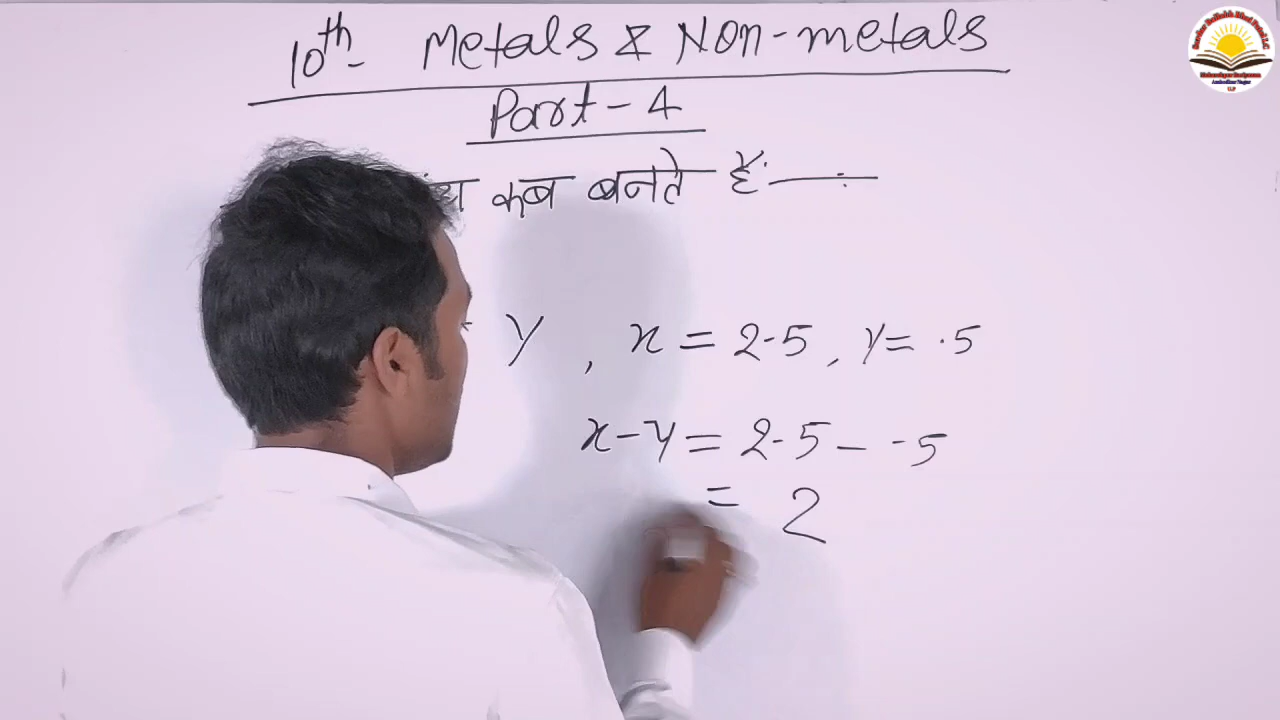 10th- Metals & Non-metals
Part-4
कब बनते हैं:—
y , x = 2.5, y = .5
x-y = 2.5 - .5
= 2